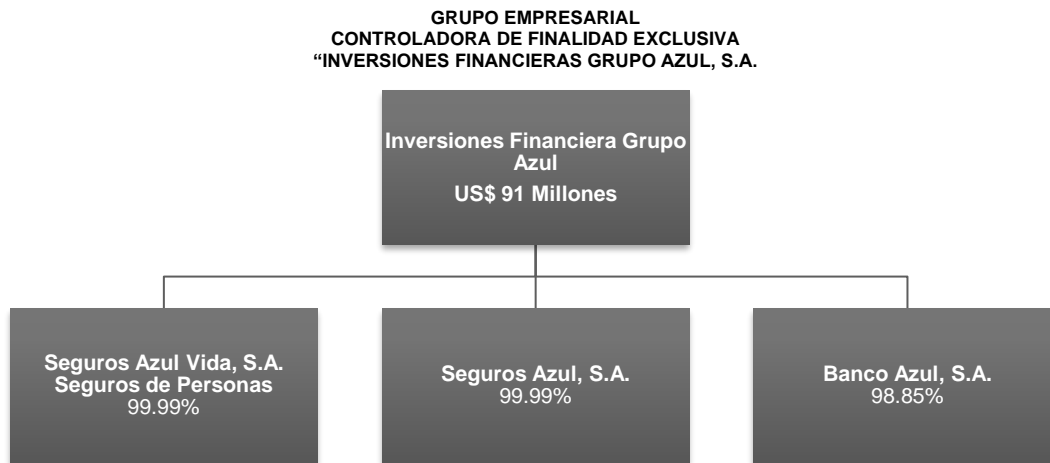 GRUPO EMPRESARIAL
CONTROLADORA DE FINALIDAD EXCLUSIVA
“INVERSIONES FINANCIERAS GRUPO AZUL, S.A.
Inversiones Financiera Grupo
Azul
US$ 91 Millones
Seguros Azul Vida, S.A.
Seguros de Personas
99.99%
Seguros Azul, S.A.
99.99%
Banco Azul, S.A.
98.85%